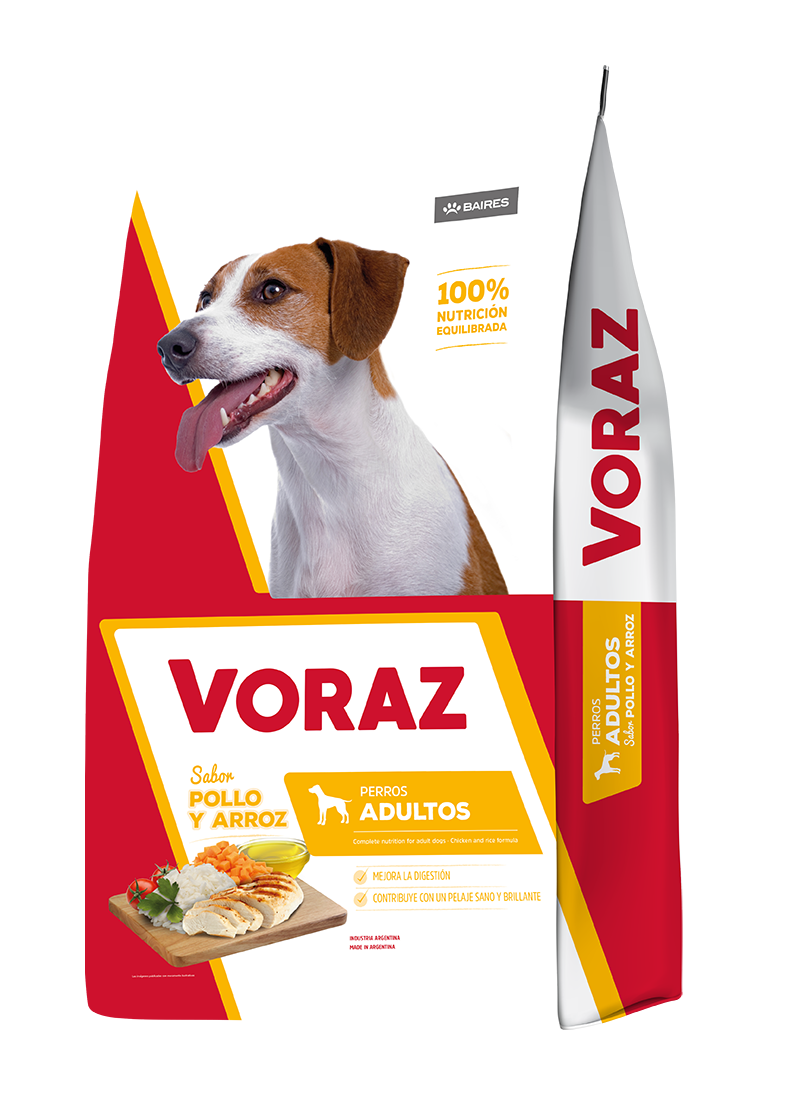 BAIRES
100%
NUTRICIÓN
EQUILIBRADA
VORAZ
Sabor
POLLO
Y ARROZ
PERROS
ADULTOS
Complete nutrition for adult dogs - Chicken and rice formula
MEJORA LA DIGESTIÓN
CONTRIBUYE CON UN PELAJE SANO Y BRILLANTE
INDUSTRIA ARGENTINA
MADE IN ARGENTINA
VORAZ
PERROS
ADULTOS
Sabor POLLO Y ARROZ